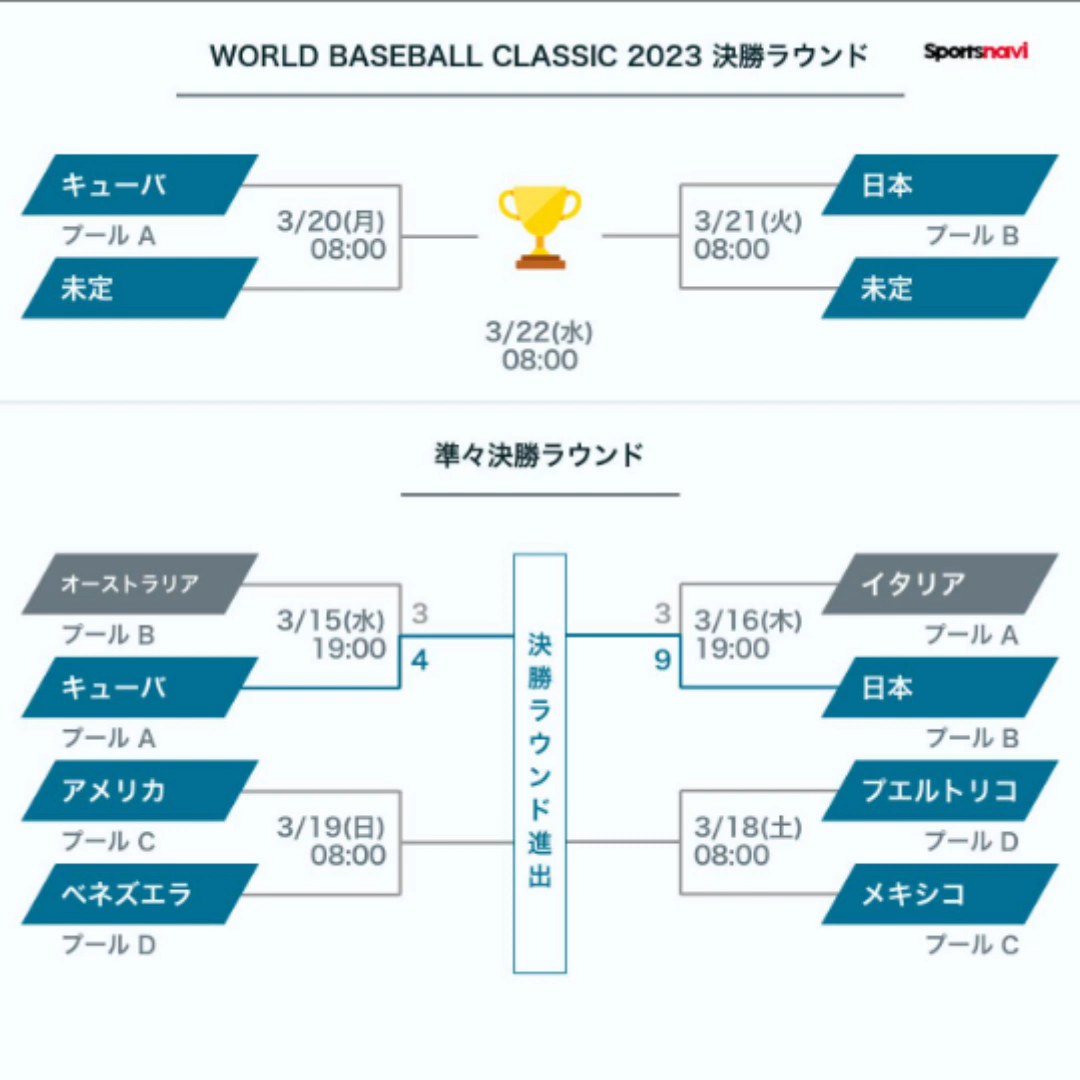 WORLD BASEBALL CLASSIC 2023 決勝ラウンド
Sportsnavi
キューバ
プール A
未定
3/20(月)
08:00
3/21(火)
08:00
日本
プール B
未定
3/22(水)
08:00
準々決勝ラウンド
オーストラリア
プール B
3/15(水)
19:00
3
4
キューバ
プール A
アメリカ
プール C
3/19(日)
08:00
ベネズエラ
プール D
決勝ラウンド進出
イタリア
プール A
3
9
3/16(木)
19:00
日本
プール B
プエルトリコ
プール D
3/18(土)
08:00
メキシコ
プール C